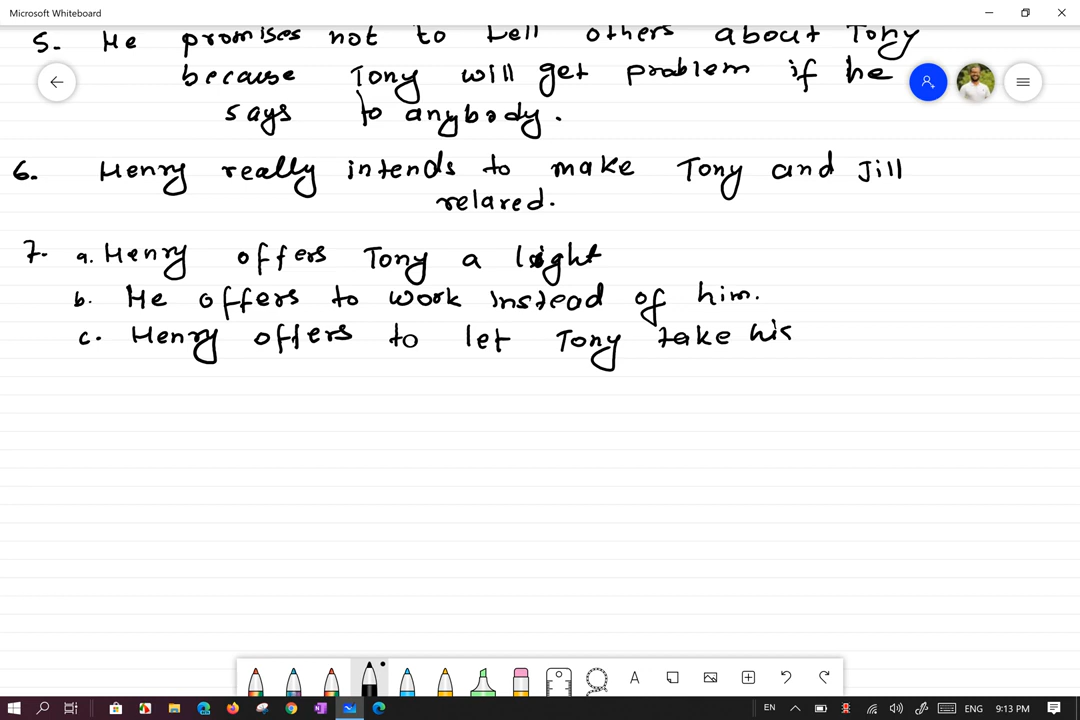 Microsoft Whiteboard
5. He promises not to tell others about Tony
because Tony will get problem if he
says to anybody.
6. Henry really intends to make Tony and Jill
relared.
7. a. Henry offers Tony a light
b. He offers to work instead of him.
c. Henry offers to let Tony take his
A
EN
ENG
9:13 PM